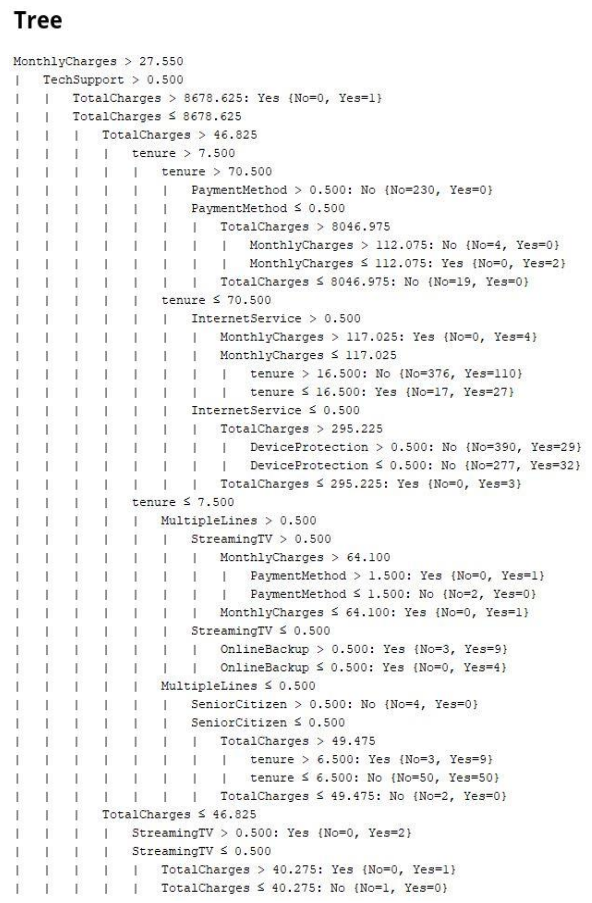 Tree
MonthlyCharges > 27.550
|   TechSupport > 0.500
|   |   TotalCharges > 8678.625: Yes {No=0, Yes=1}
|   |   TotalCharges ≤ 8678.625
|   |   |   TotalCharges > 46.825
|   |   |   |   tenure > 7.500
|   |   |   |   |   tenure > 70.500
|   |   |   |   |   |   PaymentMethod > 0.500: No {No=230, Yes=0}
|   |   |   |   |   |   PaymentMethod ≤ 0.500
|   |   |   |   |   |   |   TotalCharges > 8046.975
|   |   |   |   |   |   |   |   MonthlyCharges > 112.075: No {No=4, Yes=0}
|   |   |   |   |   |   |   |   MonthlyCharges ≤ 112.075: Yes {No=0, Yes=2}
|   |   |   |   |   |   |   TotalCharges ≤ 8046.975: No {No=19, Yes=0}
|   |   |   |   |   tenure ≤ 70.500
|   |   |   |   |   |   InternetService > 0.500
|   |   |   |   |   |   |   MonthlyCharges > 117.025: Yes {No=0, Yes=4}
|   |   |   |   |   |   |   MonthlyCharges ≤ 117.025
|   |   |   |   |   |   |   |   tenure > 16.500: No {No=376, Yes=110}
|   |   |   |   |   |   |   |   tenure ≤ 16.500: Yes {No=17, Yes=27}
|   |   |   |   |   |   InternetService ≤ 0.500
|   |   |   |   |   |   |   TotalCharges > 295.225
|   |   |   |   |   |   |   |   DeviceProtection > 0.500: No {No=390, Yes=29}
|   |   |   |   |   |   |   |   DeviceProtection ≤ 0.500: No {No=277, Yes=32}
|   |   |   |   |   |   |   TotalCharges ≤ 295.225: Yes {No=0, Yes=3}
|   |   |   |   tenure ≤ 7.500
|   |   |   |   |   MultipleLines > 0.500
|   |   |   |   |   |   StreamingTV > 0.500
|   |   |   |   |   |   |   MonthlyCharges > 64.100
|   |   |   |   |   |   |   |   PaymentMethod > 1.500: Yes {No=0, Yes=1}
|   |   |   |   |   |   |   |   PaymentMethod ≤ 1.500: No {No=2, Yes=0}
|   |   |   |   |   |   |   MonthlyCharges ≤ 64.100: Yes {No=0, Yes=1}
|   |   |   |   |   |   StreamingTV ≤ 0.500
|   |   |   |   |   |   |   OnlineBackup > 0.500: Yes {No=3, Yes=9}
|   |   |   |   |   |   |   OnlineBackup ≤ 0.500: Yes {No=0, Yes=4}
|   |   |   |   |   MultipleLines ≤ 0.500
|   |   |   |   |   |   SeniorCitizen > 0.500: No {No=4, Yes=0}
|   |   |   |   |   |   SeniorCitizen ≤ 0.500
|   |   |   |   |   |   |   TotalCharges > 49.475
|   |   |   |   |   |   |   |   tenure > 6.500: Yes {No=3, Yes=9}
|   |   |   |   |   |   |   |   tenure ≤ 6.500: No {No=50, Yes=50}
|   |   |   |   |   |   |   TotalCharges ≤ 49.475: No {No=2, Yes=0}
|   |   |   TotalCharges ≤ 46.825
|   |   |   |   StreamingTV > 0.500: Yes {No=0, Yes=2}
|   |   |   |   StreamingTV ≤ 0.500
|   |   |   |   |   TotalCharges > 40.275: Yes {No=0, Yes=1}
|   |   |   |   |   TotalCharges ≤ 40.275: No {No=1, Yes=0}